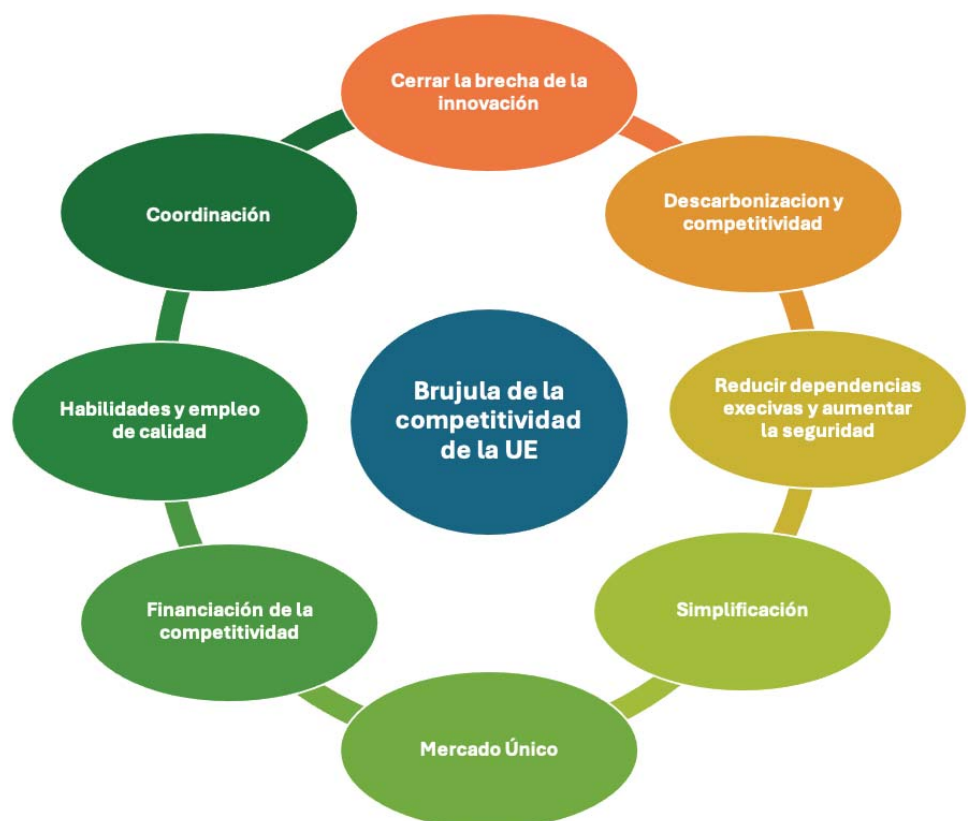 Cerrar la brecha de la
innovación
Descarbonizacion y
competitividad
Reducir dependencias
execivas y aumentar
la seguridad
Simplificación
Mercado Único
Financiación de la
competitividad
Habilidades y empleo
de calidad
Coordinación
Brujula de la
competitividad
de la UE